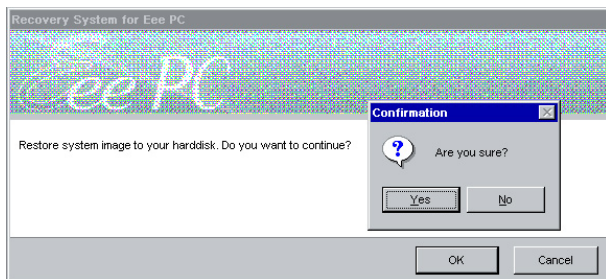 Recovery System for Eee PC
Eee PC
Confirmation
Restore system image to your harddisk. Do you want to continue?
?
Are you sure?
Yes
No
OK
Cancel